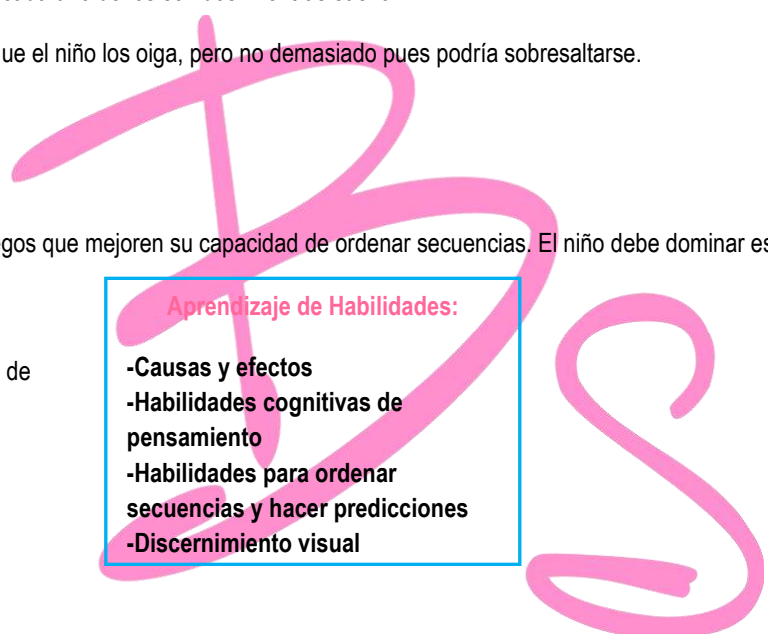 ue el niño los oiga, pero no demasiado pues podría sobresaltarse.
BS
egos que mejoren su capacidad de ordenar secuencias. El niño debe dominar es
Aprendizaje de Habilidades:
de
-Causas y efectos
-Habilidades cognitivas de
pensamiento
-Habilidades para ordenar
secuencias y hacer predicciones
-Discernimiento visual